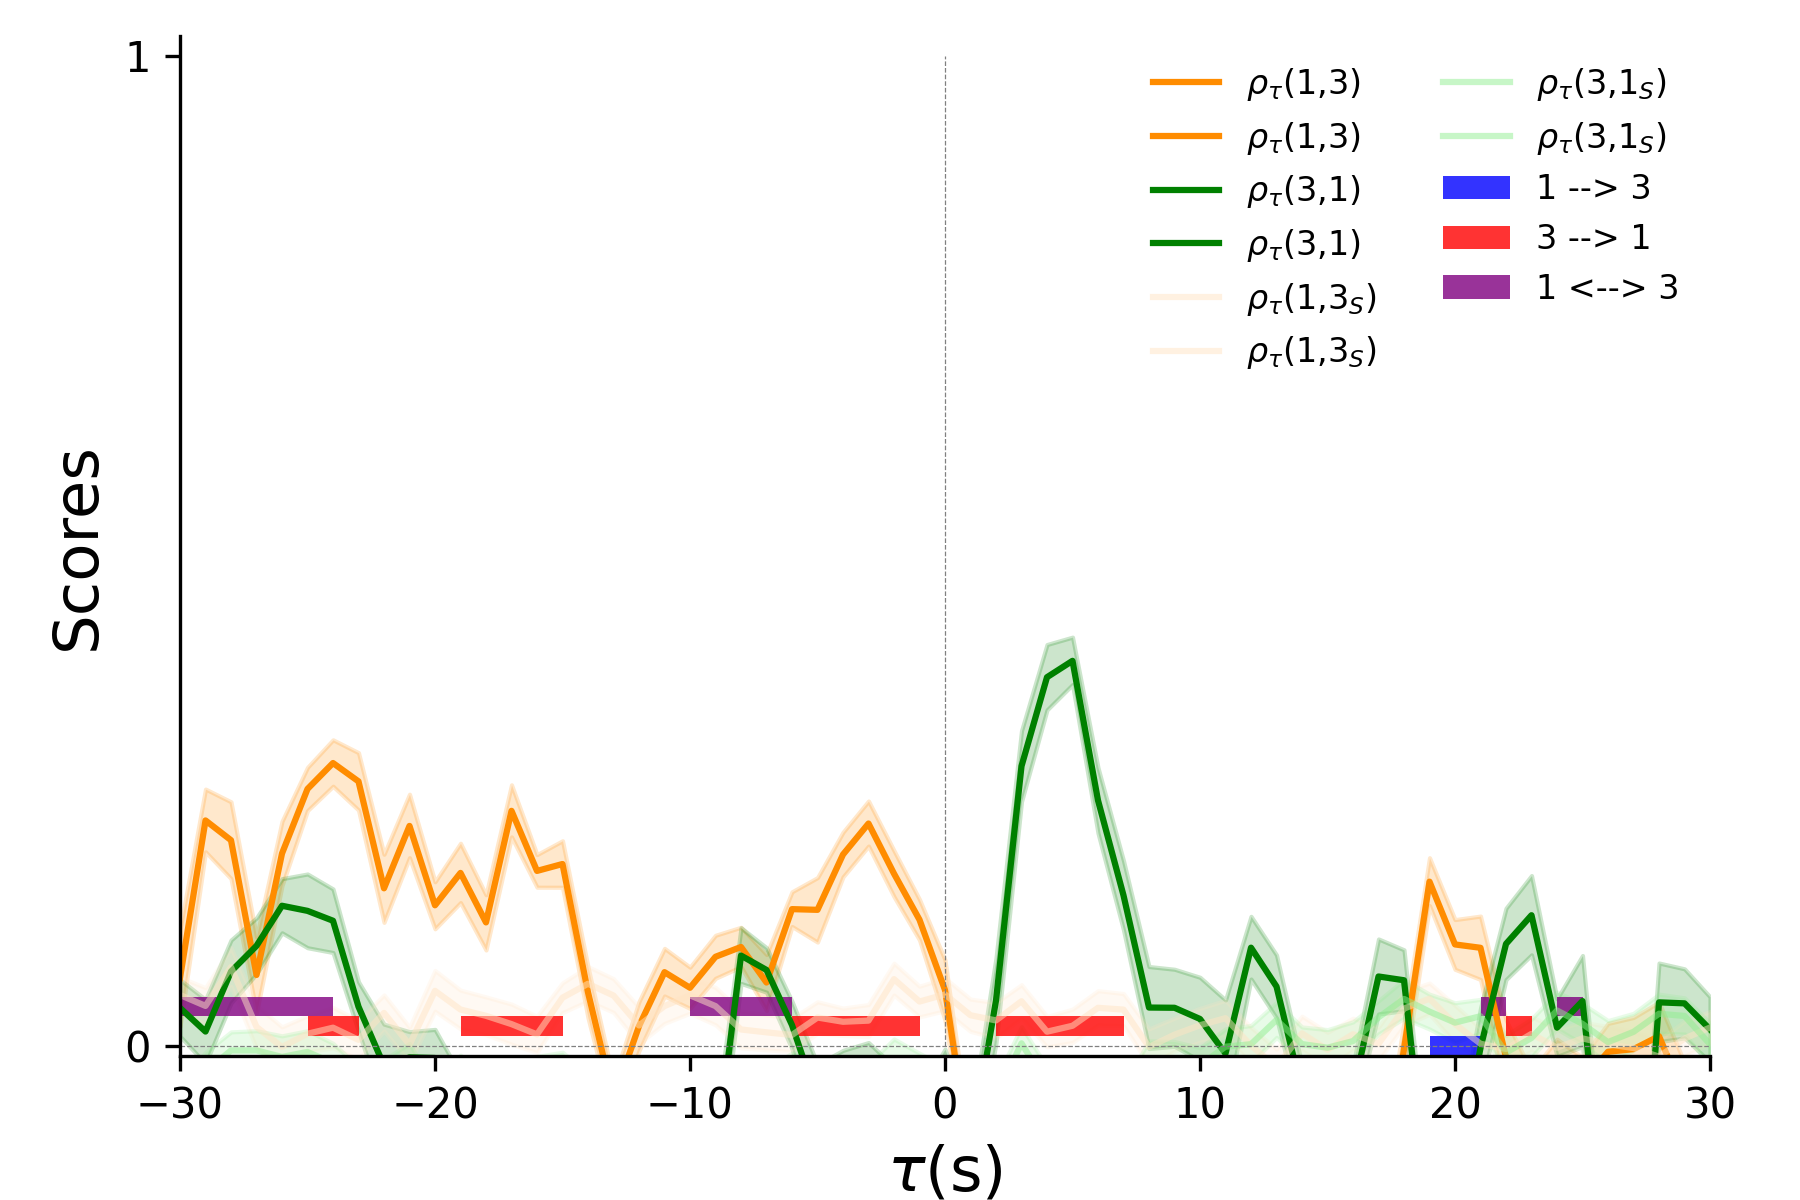 1
ρτ(1,3)
ρτ(1,3)
ρτ(3,1)
ρτ(3,1)
ρτ(1,3S)
ρτ(1,3S)
ρτ(3,1S)
ρτ(3,1S)
1 --> 3
3 --> 1
1 <--> 3
Scores
0
−30 −20 −10 0 10 20 30
τ(s)